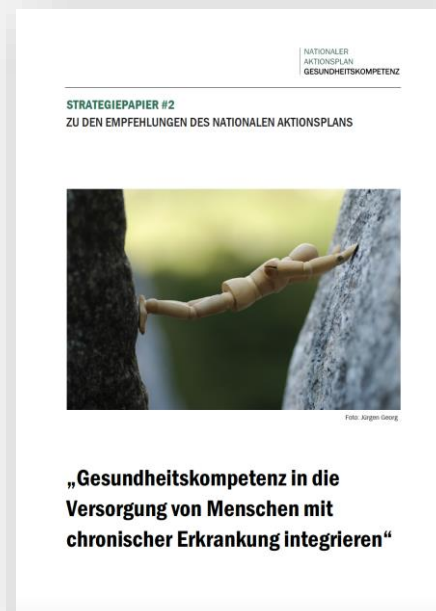 NATIONALER
AKTIONSPLAN
GESUNDHEITSKOMPETENZ
STRATEGIEPAPIER #2
ZU DEN EMPFEHLUNGEN DES NATIONALEN AKTIONSPLANS
Foto: Jürgen Georg
„Gesundheitskompetenz in die
Versorgung von Menschen mit
chronischer Erkrankung integrieren“